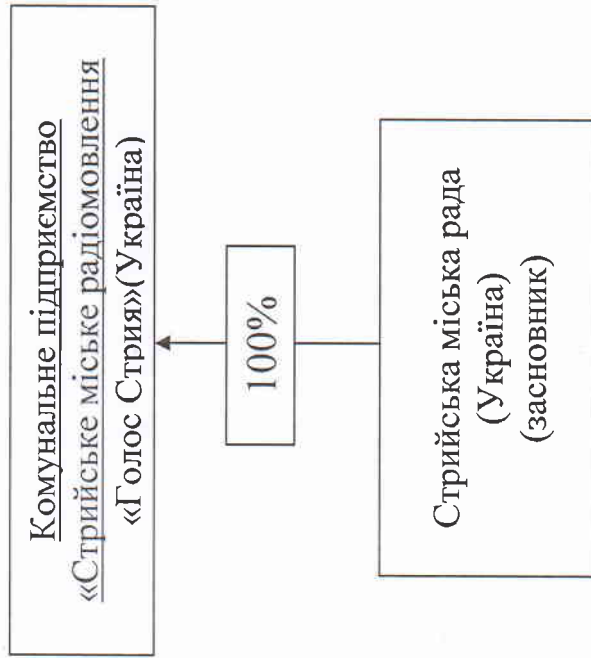 Комунальне підприємство
«Стрийське міське радіомовлення
«Голос Стрия»(Україна)
100%
Стрийська міська рада
(Україна)
(засновник)